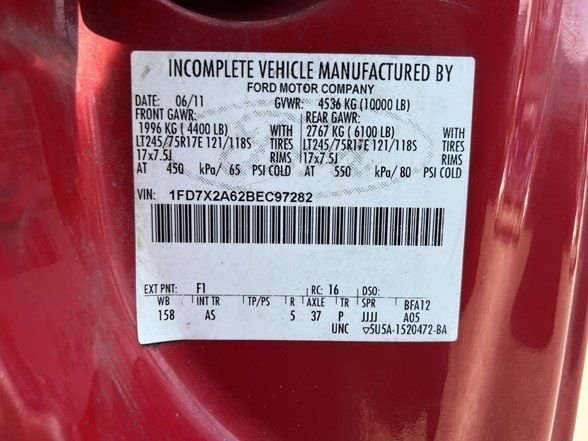 INCOMPLETE VEHICLE MANUFACTURED BY
FORD MOTOR COMPANY
DATE: 06/11 GVWR: 4536 KG (10000 LB)
FRONT GAWR: REAR GAWR:
1996 KG (4400 LB) WITH 2767 KG (6100 LB) WITH
LT245/75R17E 121/118S TIRES LT245/75R17E 121/118S TIRES
17x7.5J RIMS 17x7.5J RIMS
AT 450 kPa/ 65 PSI COLD AT 550 kPa/ 80 PSI COLD
VIN: 1FD7X2A62BEC97282
EXT PNT: F1 RC: 16 DSO:
WB INT TR TP/PS R AXLE TR SPR BFA12
158 AS 5 37 P JJJJ A05
UNC ▽5U5A-1520472-BA